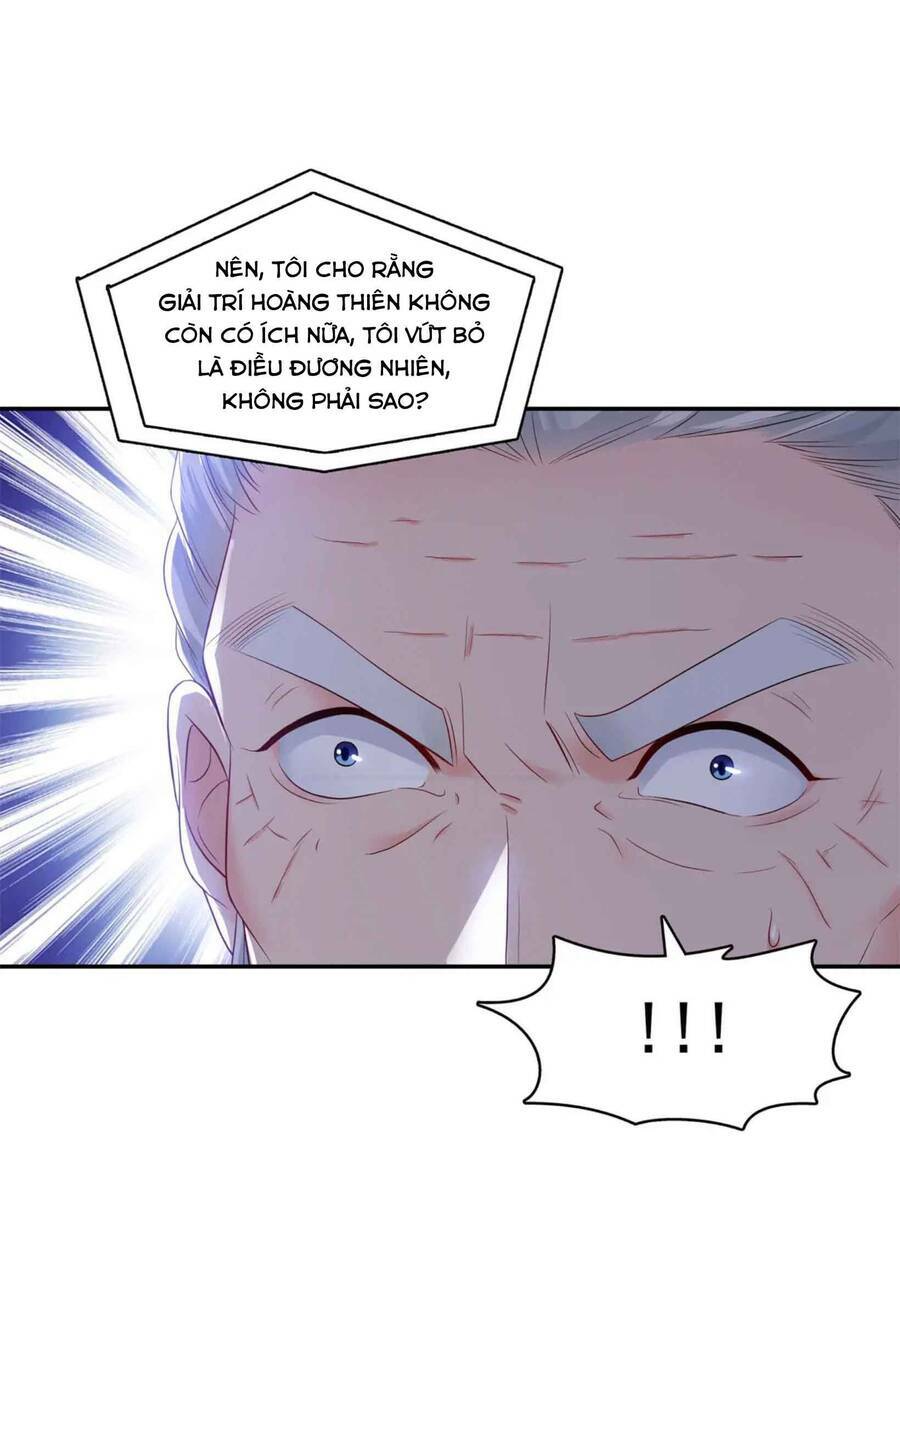 NÊN, TÔI CHO RẰNG
GIẢI TRÍ HOÀNG THIÊN KHÔNG
CÒN CÓ ÍCH NỮA, TÔI VỨT BỎ
LÀ ĐIỀU ĐƯƠNG NHIÊN,
KHÔNG PHẢI SAO?
!!!